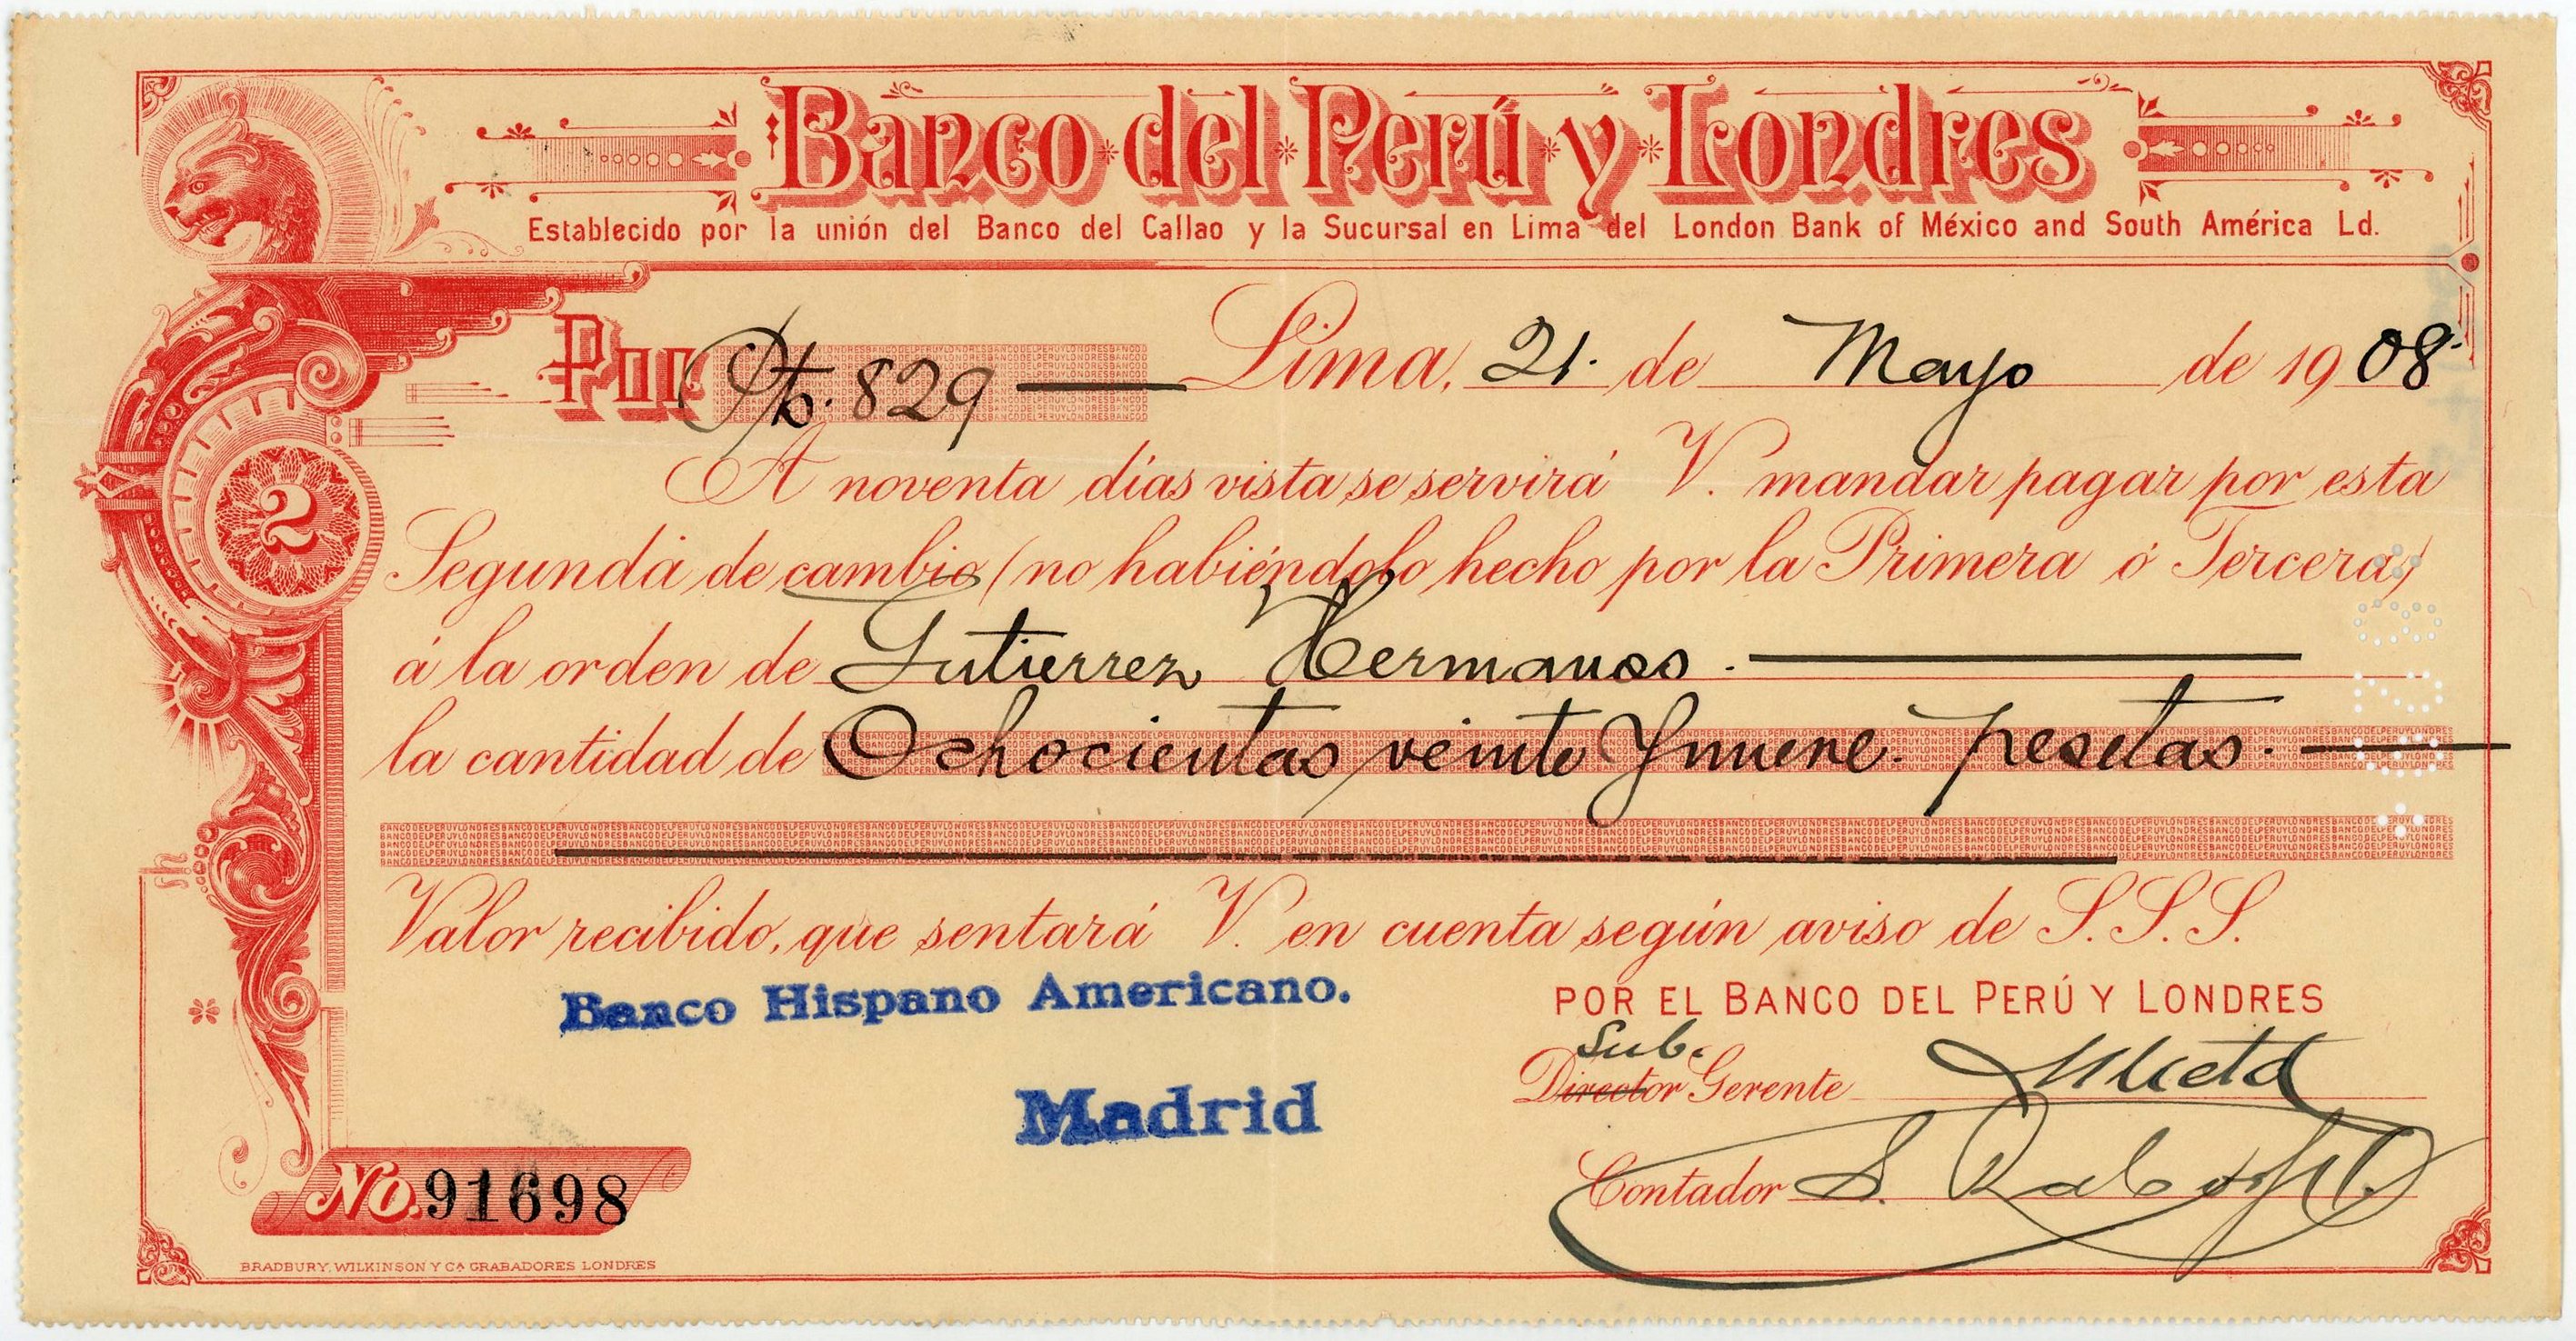 Banco del Perú y Londres
Establecido por la unión del Banco del Callao y la Sucursal en Lima del London Bank of México and South América Ld.
Por Pts. 829 Lima, 21. de Mayo de 1908
A noventa días vista se servirá V. mandar pagar por esta
2
Segunda de cambio (no habiéndolo hecho por la Primera ó Tercera)
á la orden de Gutierrez Hermanos.
la cantidad de Ochocientas veinte y nueve. pesetas.
Valor recibido, que sentará V. en cuenta según aviso de S.S.S.
Banco Hispano Americano.
Madrid
POR EL BANCO DEL PERÚ Y LONDRES
Sub.
Director Gerente
Contador
No. 91698
BRADBURY, WILKINSON Y CA GRABADORES LONDRES